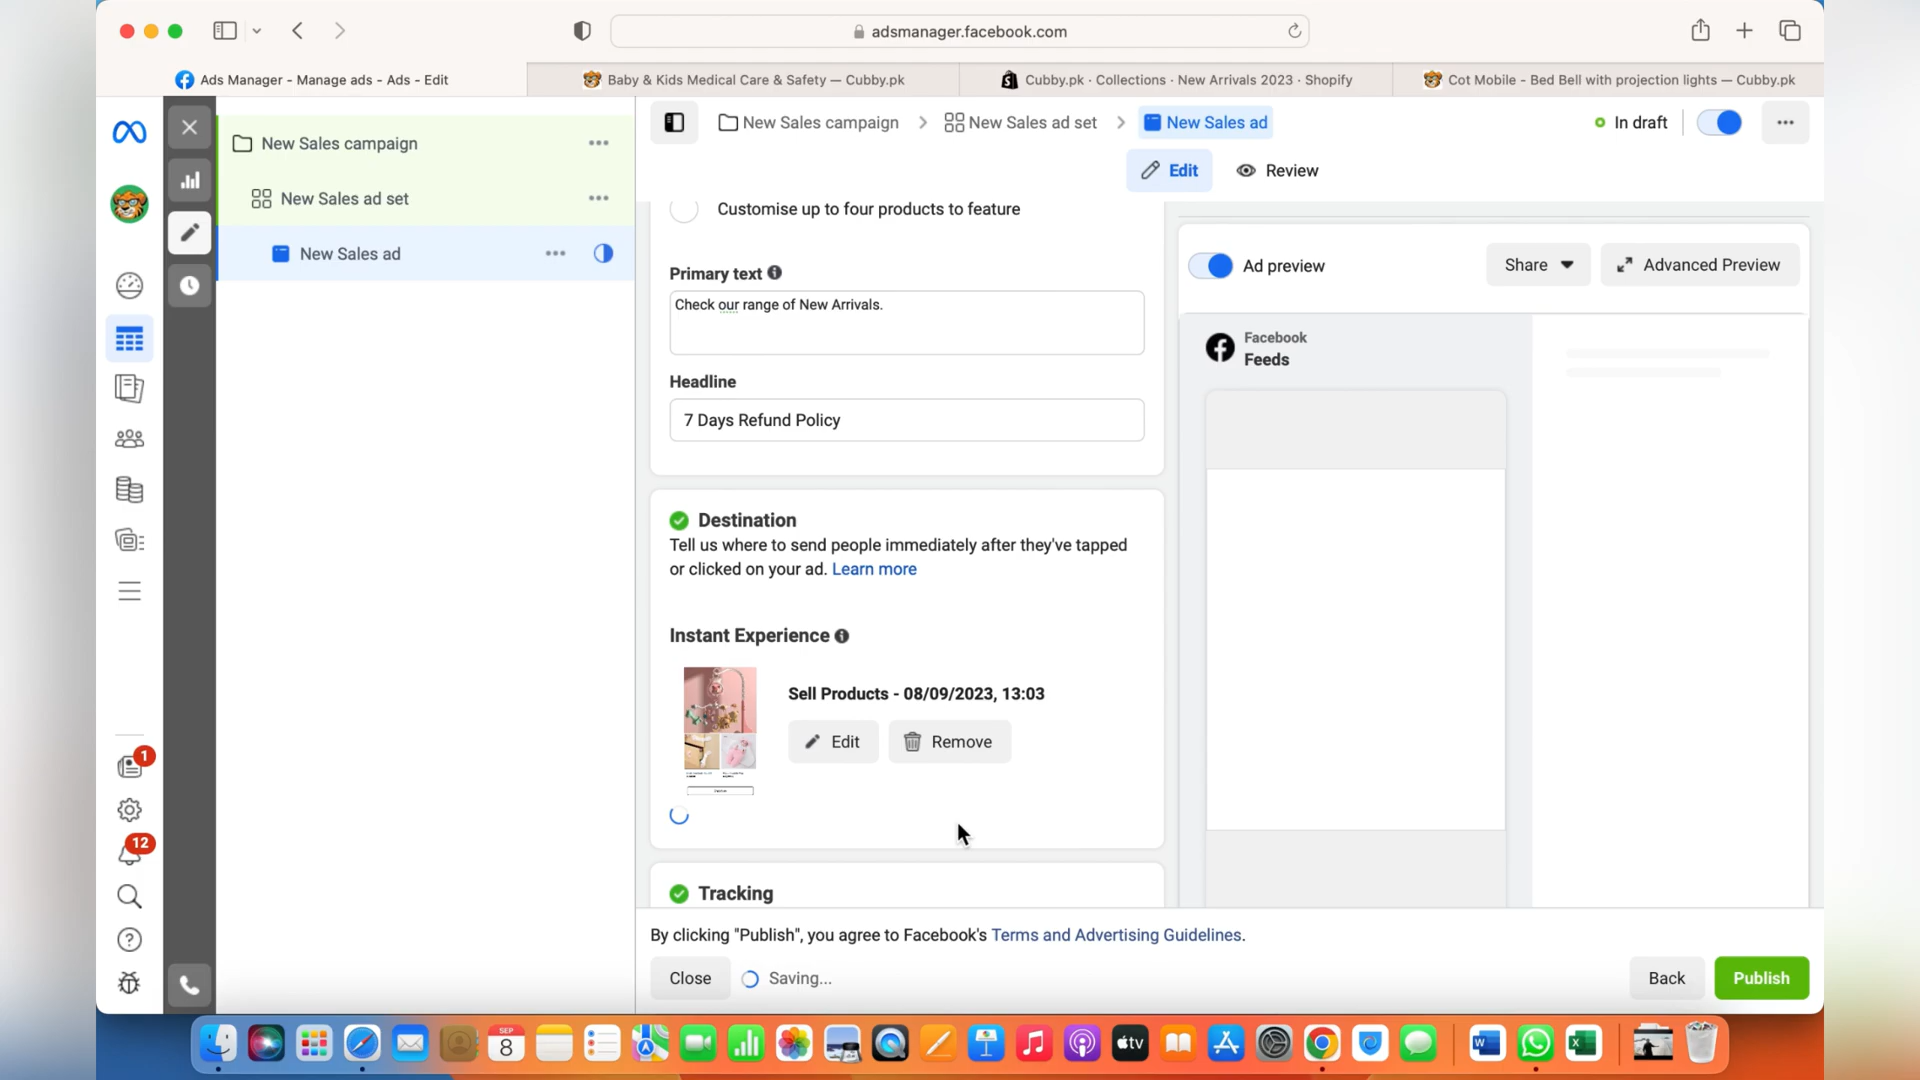 adsmanager.facebook.com
Ads Manager - Manage ads - Ads - Edit
Baby & Kids Medical Care & Safety — Cubby.pk
Cubby.pk · Collections · New Arrivals 2023 · Shopify
Cot Mobile - Bed Bell with projection lights — Cubby.pk
New Sales campaign
New Sales ad set
New Sales ad
New Sales campaign
New Sales ad set
New Sales ad
In draft
Edit
Review
Customise up to four products to feature
Primary text
Check our range of New Arrivals.
Headline
7 Days Refund Policy
Destination
Tell us where to send people immediately after they've tapped
or clicked on your ad. Learn more
Instant Experience
Sell Products - 08/09/2023, 13:03
Edit
Remove
Tracking
Ad preview
Share
Advanced Preview
Facebook
Feeds
1
12
By clicking "Publish", you agree to Facebook's Terms and Advertising Guidelines.
Close
Saving...
Back
Publish
SEP
8
tv
W
X